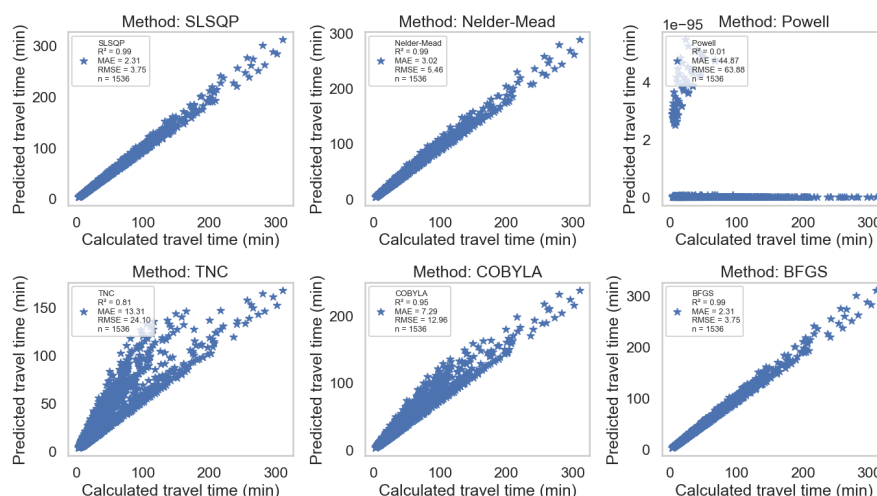 Method: SLSQP
Predicted travel time (min)
300
200
100
0
SLSQP
R² = 0.99
MAE = 2.31
RMSE = 3.75
n = 1536
0 100 200 300
Calculated travel time (min)
Method: Nelder-Mead
Predicted travel time (min)
300
200
100
0
Nelder-Mead
R² = 0.99
MAE = 3.02
RMSE = 5.46
n = 1536
0 100 200 300
Calculated travel time (min)
1e−95 Method: Powell
Predicted travel time (min)
4
2
0
Powell
R² = 0.01
MAE = 44.87
RMSE = 63.88
n = 1536
0 100 200 300
Calculated travel time (min)
Method: TNC
Predicted travel time (min)
150
100
50
0
TNC
R² = 0.81
MAE = 13.31
RMSE = 24.10
n = 1536
0 100 200 300
Calculated travel time (min)
Method: COBYLA
Predicted travel time (min)
200
100
0
COBYLA
R² = 0.95
MAE = 7.29
RMSE = 12.96
n = 1536
0 100 200 300
Calculated travel time (min)
Method: BFGS
Predicted travel time (min)
300
200
100
0
BFGS
R² = 0.99
MAE = 2.31
RMSE = 3.75
n = 1536
0 100 200 300
Calculated travel time (min)